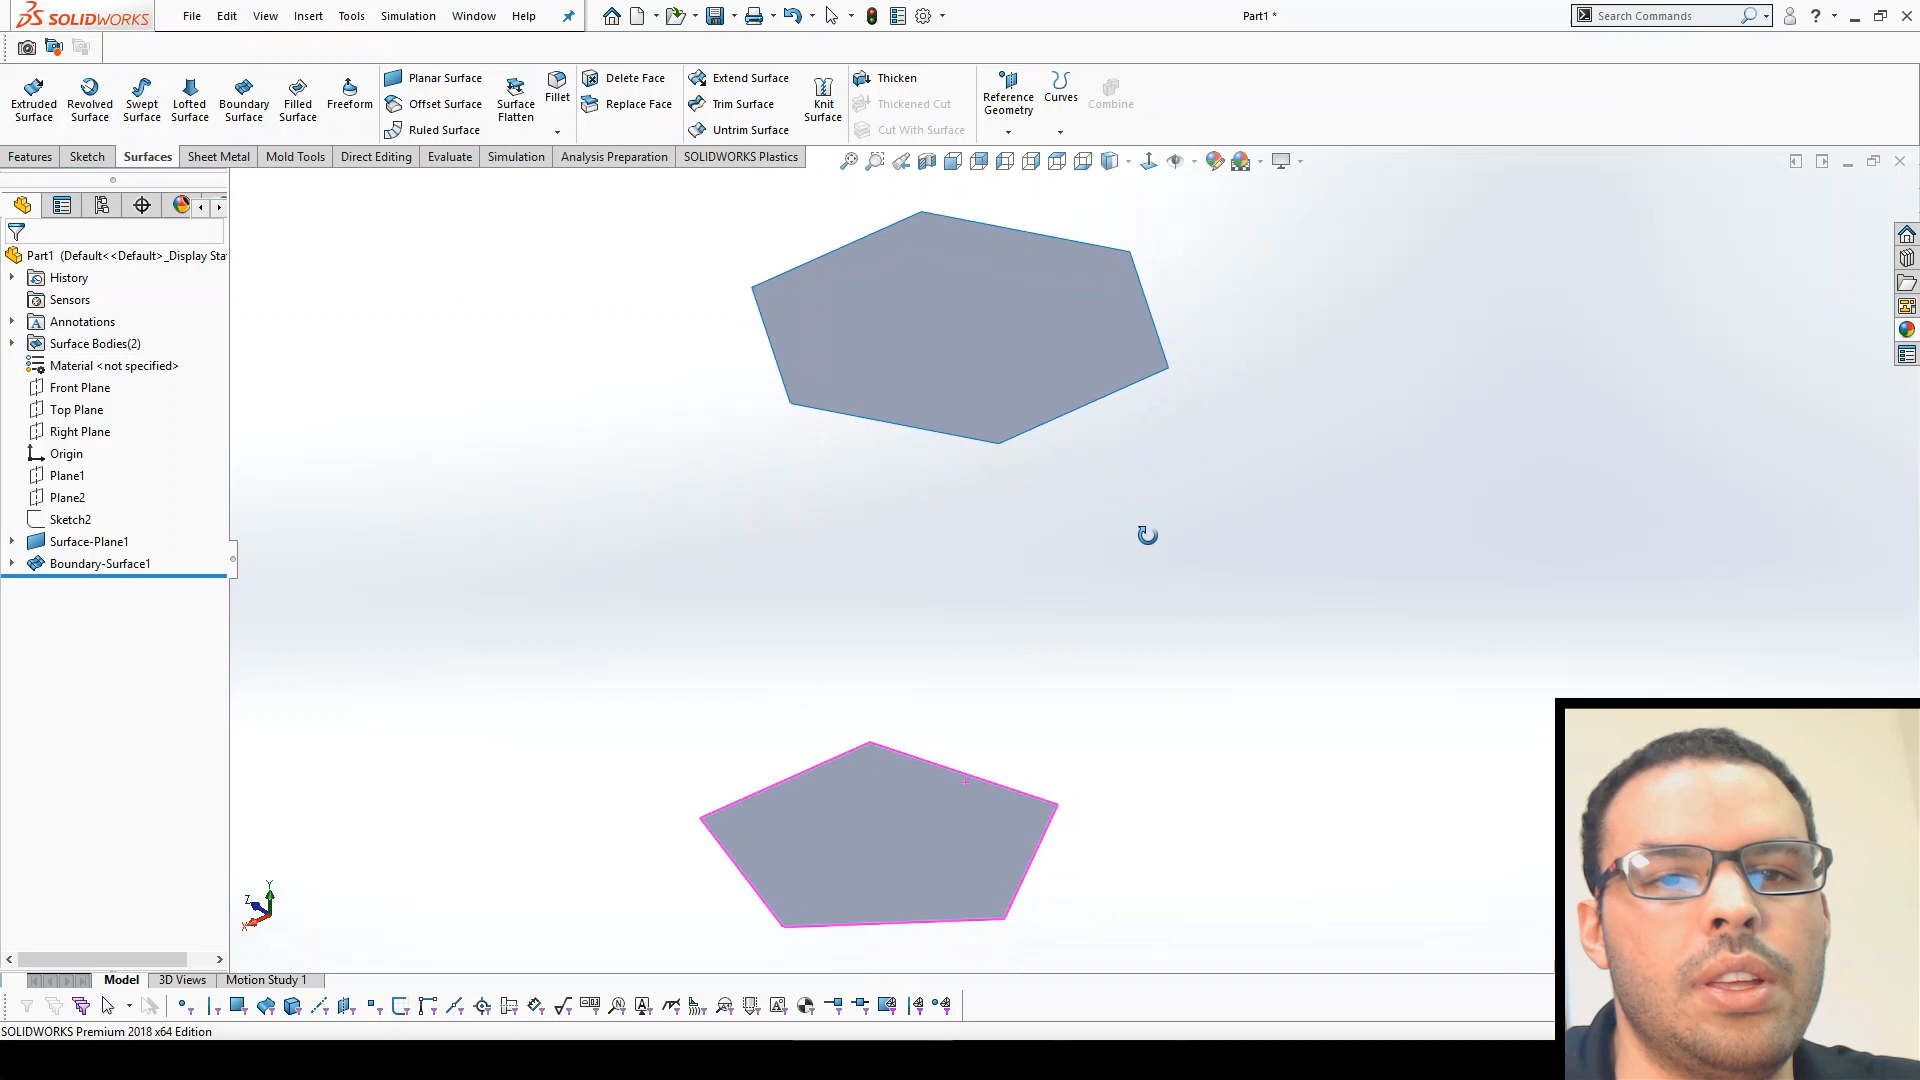 SOLIDWORKS File Edit View Insert Tools Simulation Window Help Part1 * Search Commands ?
Extruded Surface
Revolved Surface
Swept Surface
Lofted Surface
Boundary Surface
Filled Surface
Freeform
Planar Surface
Offset Surface
Ruled Surface
Surface Flatten
Fillet
Delete Face
Replace Face
Extend Surface
Trim Surface
Untrim Surface
Knit Surface
Thicken
Thickened Cut
Cut With Surface
Reference Geometry
Curves
Combine
Features Sketch Surfaces Sheet Metal Mold Tools Direct Editing Evaluate Simulation Analysis Preparation SOLIDWORKS Plastics
Part1 (Default<<Default>_Display Sta
History
Sensors
Annotations
Surface Bodies(2)
Material <not specified>
Front Plane
Top Plane
Right Plane
Origin
Plane1
Plane2
Sketch2
Surface-Plane1
Boundary-Surface1
Y
Z
X
Model 3D Views Motion Study 1
SOLIDWORKS Premium 2018 x64 Edition